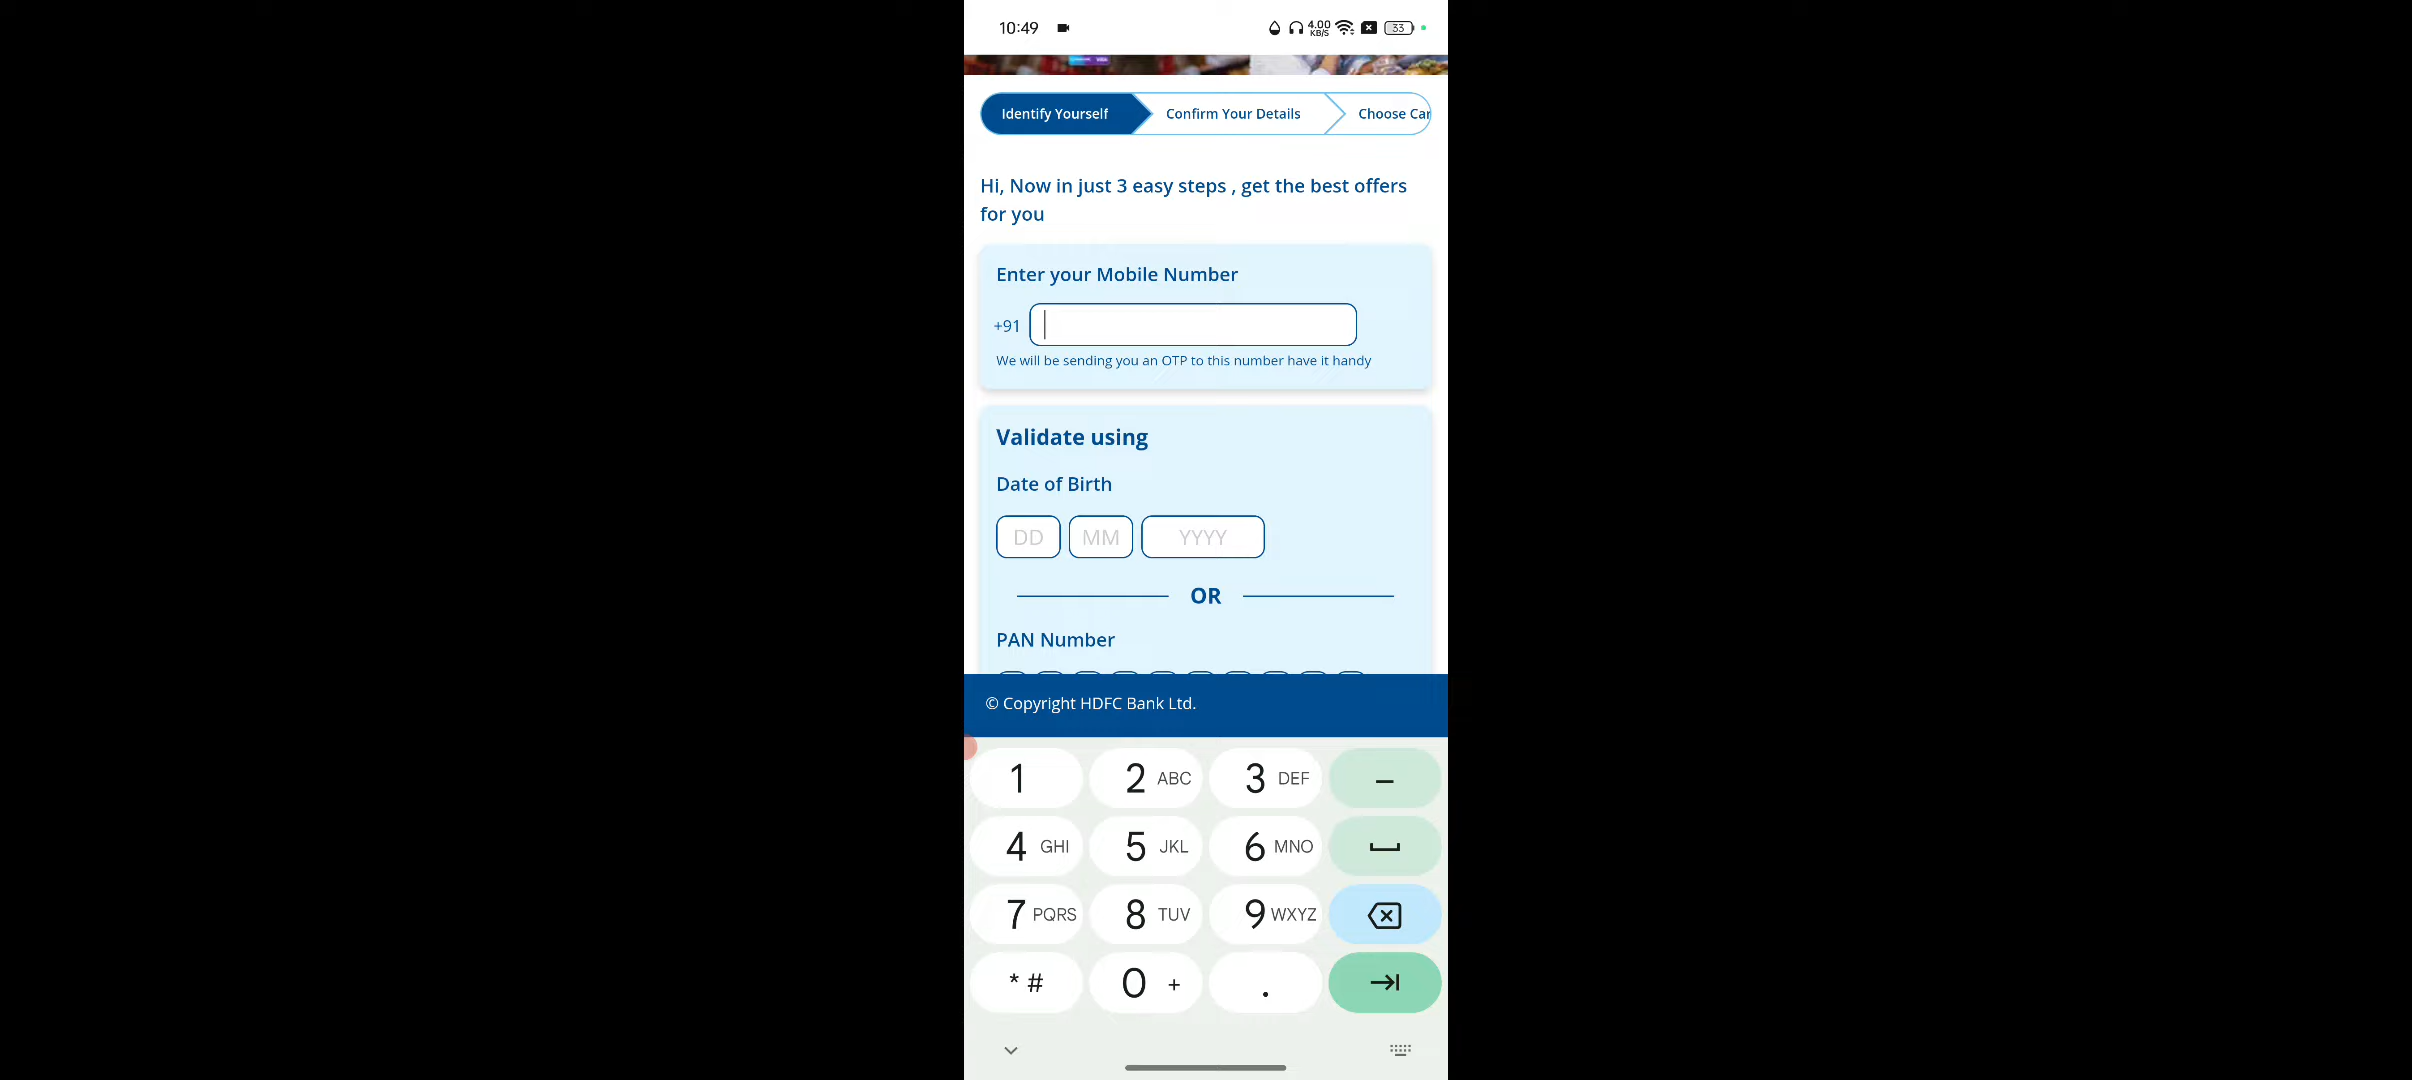 10:49
4.00
KB/S
33
Identify Yourself
Confirm Your Details
Choose Car
Hi, Now in just 3 easy steps , get the best offers
for you
Enter your Mobile Number
+91
We will be sending you an OTP to this number have it handy
Validate using
Date of Birth
DD MM YYYY
OR
PAN Number
© Copyright HDFC Bank Ltd.
1 2 ABC 3 DEF –
4 GHI 5 JKL 6 MNO
7 PQRS 8 TUV 9 WXYZ
* # 0 + .